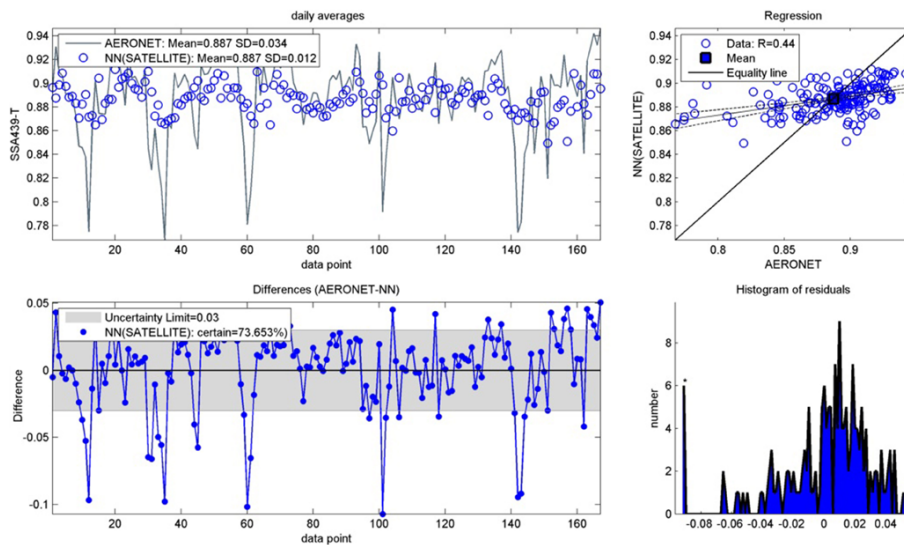 daily averages
AERONET: Mean=0.887 SD=0.034
NN(SATELLITE): Mean=0.887 SD=0.012
SSA439-T
0.94
0.92
0.9
0.88
0.86
0.84
0.82
0.8
0.78
20 40 60 80 100 120 140 160
data point
Regression
Data: R=0.44
Mean
Equality line
NN(SATELLITE)
0.94
0.92
0.9
0.88
0.86
0.84
0.82
0.8
0.78
0.8 0.85 0.9
AERONET
Differences (AERONET-NN)
Uncertainty Limit=0.03
NN(SATELLITE): certain=73.653%)
Difference
0.05
0
-0.05
-0.1
20 40 60 80 100 120 140 160
data point
Histogram of residuals
number
8
6
4
2
0
-0.08 -0.06 -0.04 -0.02 0 0.02 0.04